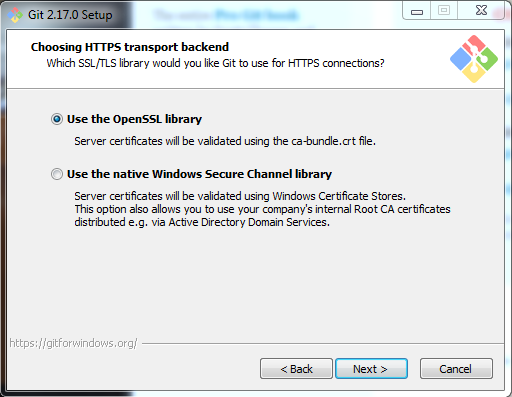 Git 2.17.0 Setup
Choosing HTTPS transport backend
Which SSL/TLS library would you like Git to use for HTTPS connections?
Use the OpenSSL library
Server certificates will be validated using the ca-bundle.crt file.
Use the native Windows Secure Channel library
Server certificates will be validated using Windows Certificate Stores.
This option also allows you to use your company's internal Root CA certificates
distributed e.g. via Active Directory Domain Services.
https://gitforwindows.org/
< Back
Next >
Cancel